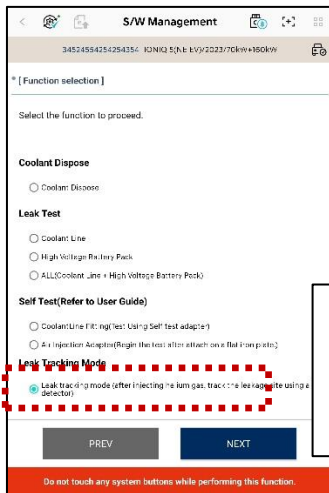 S/W Management
34524554254254354 IONIQ 5(NE EV)/2023/70kW+160kW
* [ Function selection ]
Select the function to proceed.
Coolant Dispose
Coolant Dispose
Leak Test
Coolant Line
High Voltage Battery Pack
ALL(Coolant Line + High Voltage Battery Pack)
Self Test(Refer to User Guide)
Coolant Line Fitting(Test Using Self test adapter)
Air Injection Adapter(Begin the test after attach on a flat iron plate.)
Leak Tracking Mode
Leak tracking mode (after injecting helium gas, track the leakage site using a
detector)
PREV
NEXT
Do not touch any system buttons while performing this function.